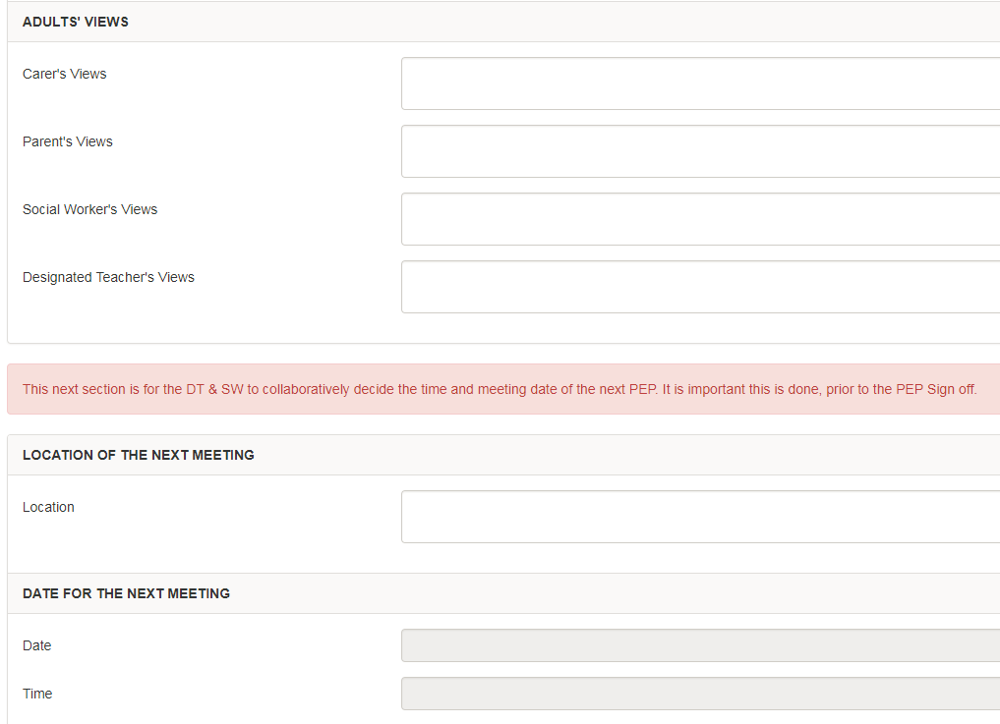 ADULTS' VIEWS
Carer's Views
Parent's Views
Social Worker's Views
Designated Teacher's Views
This next section is for the DT & SW to collaboratively decide the time and meeting date of the next PEP. It is important this is done, prior to the PEP Sign off.
LOCATION OF THE NEXT MEETING
Location
DATE FOR THE NEXT MEETING
Date
Time